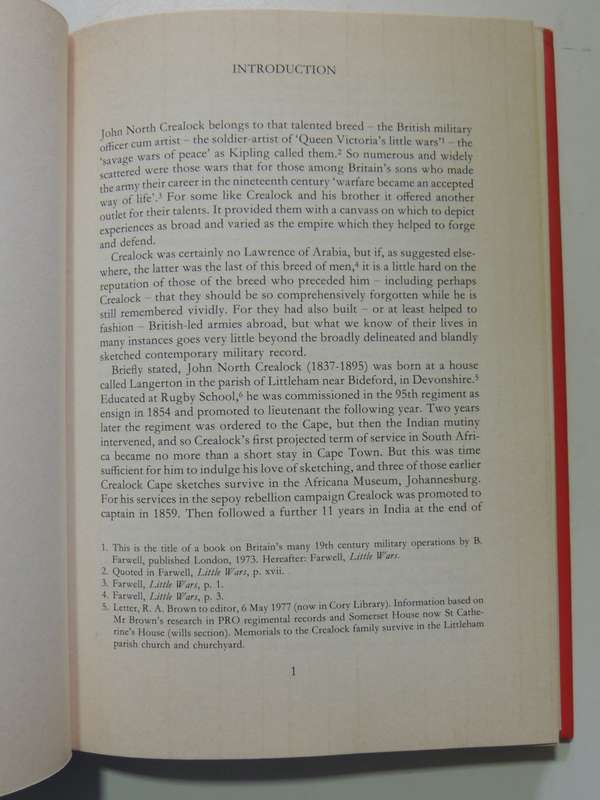 INTRODUCTION
John North Crealock belongs to that talented breed – the British military
officer cum artist – the soldier-artist of ‘Queen Victoria's little wars’¹ – the
‘savage wars of peace’ as Kipling called them.² So numerous and widely
scattered were those wars that for those among Britain's sons who made
the army their career in the nineteenth century ‘warfare became an accepted
way of life’.³ For some like Crealock and his brother it offered another
outlet for their talents. It provided them with a canvass on which to depict
experiences as broad and varied as the empire which they helped to forge
and defend.
Crealock was certainly no Lawrence of Arabia, but if, as suggested else-
where, the latter was the last of this breed of men,⁴ it is a little hard on the
reputation of those of the breed who preceded him – including perhaps
Crealock – that they should be so comprehensively forgotten while he is
still remembered vividly. For they had also built – or at least helped to
fashion – British-led armies abroad, but what we know of their lives in
many instances goes very little beyond the broadly delineated and blandly
sketched contemporary military record.
Briefly stated, John North Crealock (1837-1895) was born at a house
called Langerton in the parish of Littleham near Bideford, in Devonshire.⁵
Educated at Rugby School,⁶ he was commissioned in the 95th regiment as
ensign in 1854 and promoted to lieutenant the following year. Two years
later the regiment was ordered to the Cape, but then the Indian mutiny
intervened, and so Crealock's first projected term of service in South Afri-
ca became no more than a short stay in Cape Town. But this was time
sufficient for him to indulge his love of sketching, and three of those earlier
Crealock Cape sketches survive in the Africana Museum, Johannesburg.
For his services in the sepoy rebellion campaign Crealock was promoted to
captain in 1859. Then followed a further 11 years in India at the end of
1. This is the title of a book on Britain's many 19th century military operations by B.
Farwell, published London, 1973. Hereafter: Farwell, Little Wars.
2. Quoted in Farwell, Little Wars, p. xvii.
3. Farwell, Little Wars, p. 1.
4. Farwell, Little Wars, p. 3.
5. Letter, R. A. Brown to editor, 6 May 1977 (now in Cory Library). Information based on
Mr Brown's research in PRO regimental records and Somerset House now St Cathe-
rine's House (wills section). Memorials to the Crealock family survive in the Littleham
parish church and churchyard.
1